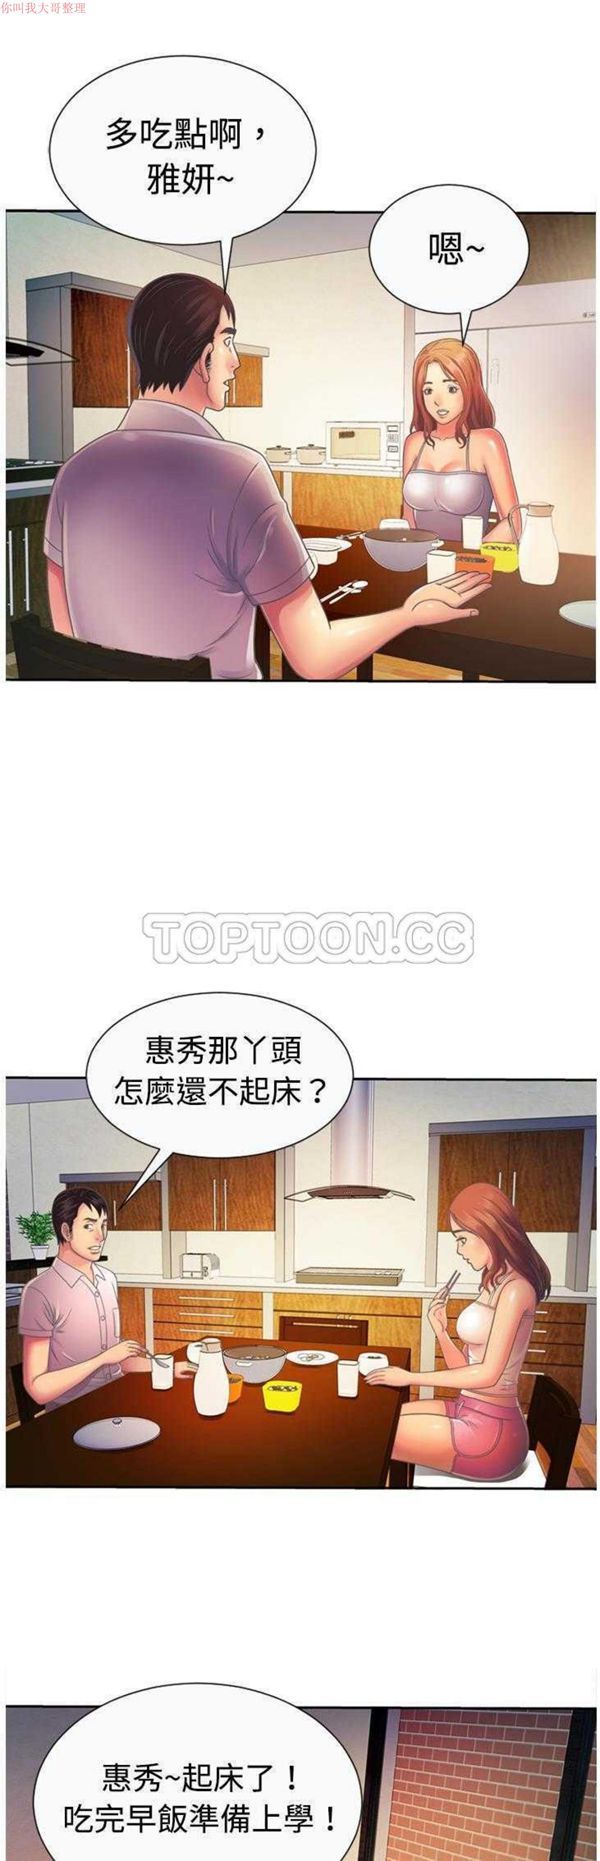 你叫我大哥整理
多吃點啊，
雅妍~
嗯~
TOPTOON.CC
惠秀那丫頭
怎麼還不起床？
惠秀~起床了！
吃完早飯準備上學！